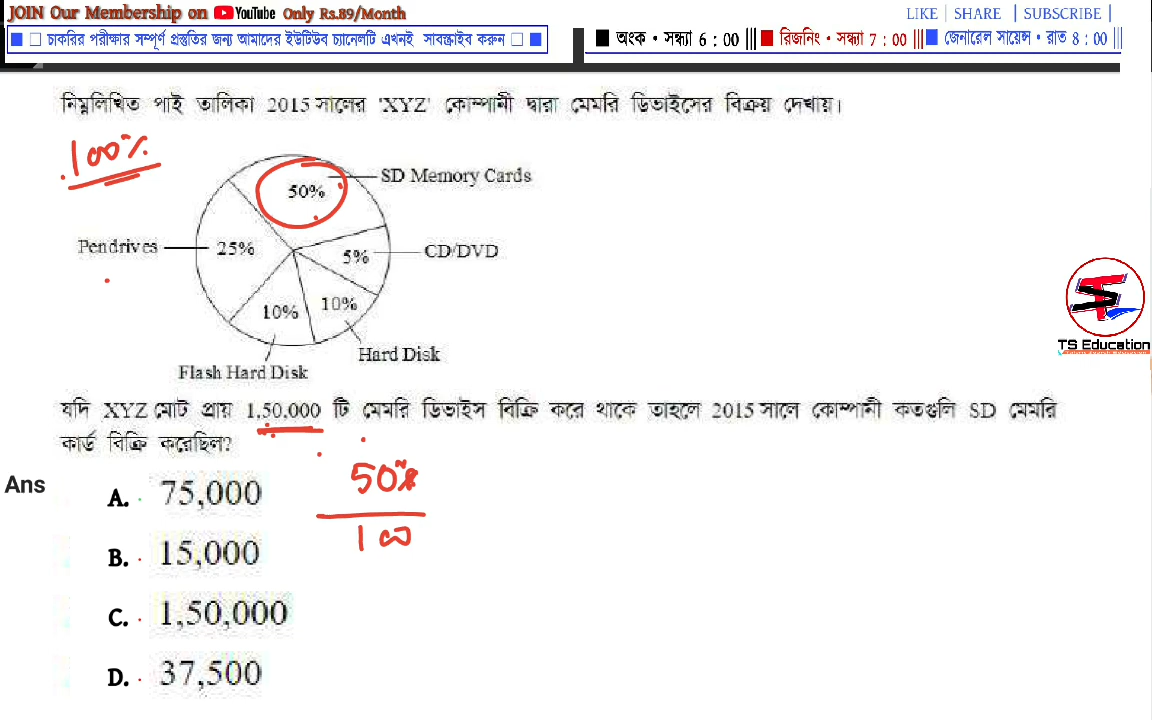 JOIN Our Membership on YouTube Only Rs.89/Month
LIKE | SHARE | SUBSCRIBE |
■ □ চাকরির পরীক্ষার সম্পূর্ণ প্রস্তুতির জন্য আমাদের ইউটিউব চ্যানেলটি এখনই সাবস্ক্রাইব করুন □ ■
■ অংক • সন্ধ্যা 6 : 00 ||| ■ রিজনিং • সন্ধ্যা 7 : 00 ||| ■ জেনারেল সায়েন্স • রাত 8 : 00 |||
নিম্নলিখিত পাই তালিকা 2015 সালের 'XYZ' কোম্পানী দ্বারা মেমরি ডিভাইসের বিক্রয় দেখায়।
100%
SD Memory Cards
50%
Pendrives
25%
5%
CD/DVD
10%
10%
Hard Disk
Flash Hard Disk
TS Education
যদি XYZ মোট প্রায় 1,50,000 টি মেমরি ডিভাইস বিক্রি করে থাকে তাহলে 2015 সালে কোম্পানী কতগুলি SD মেমরি
কার্ড বিক্রি করেছিল?
Ans
A. 75,000
50%
100
B. 15,000
C. 1,50,000
D. 37,500